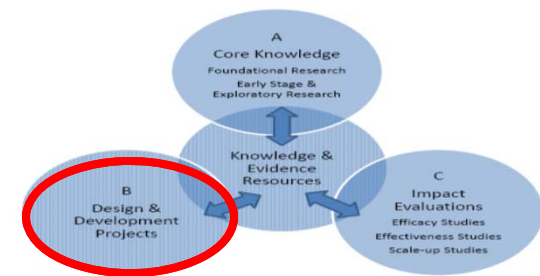 A
Core Knowledge
Foundational Research
Early Stage &
Exploratory Research
Knowledge &
Evidence
Resources
B
Design &
Development
Projects
C
Impact
Evaluations
Efficacy Studies
Effectiveness Studies
Scale-up Studies